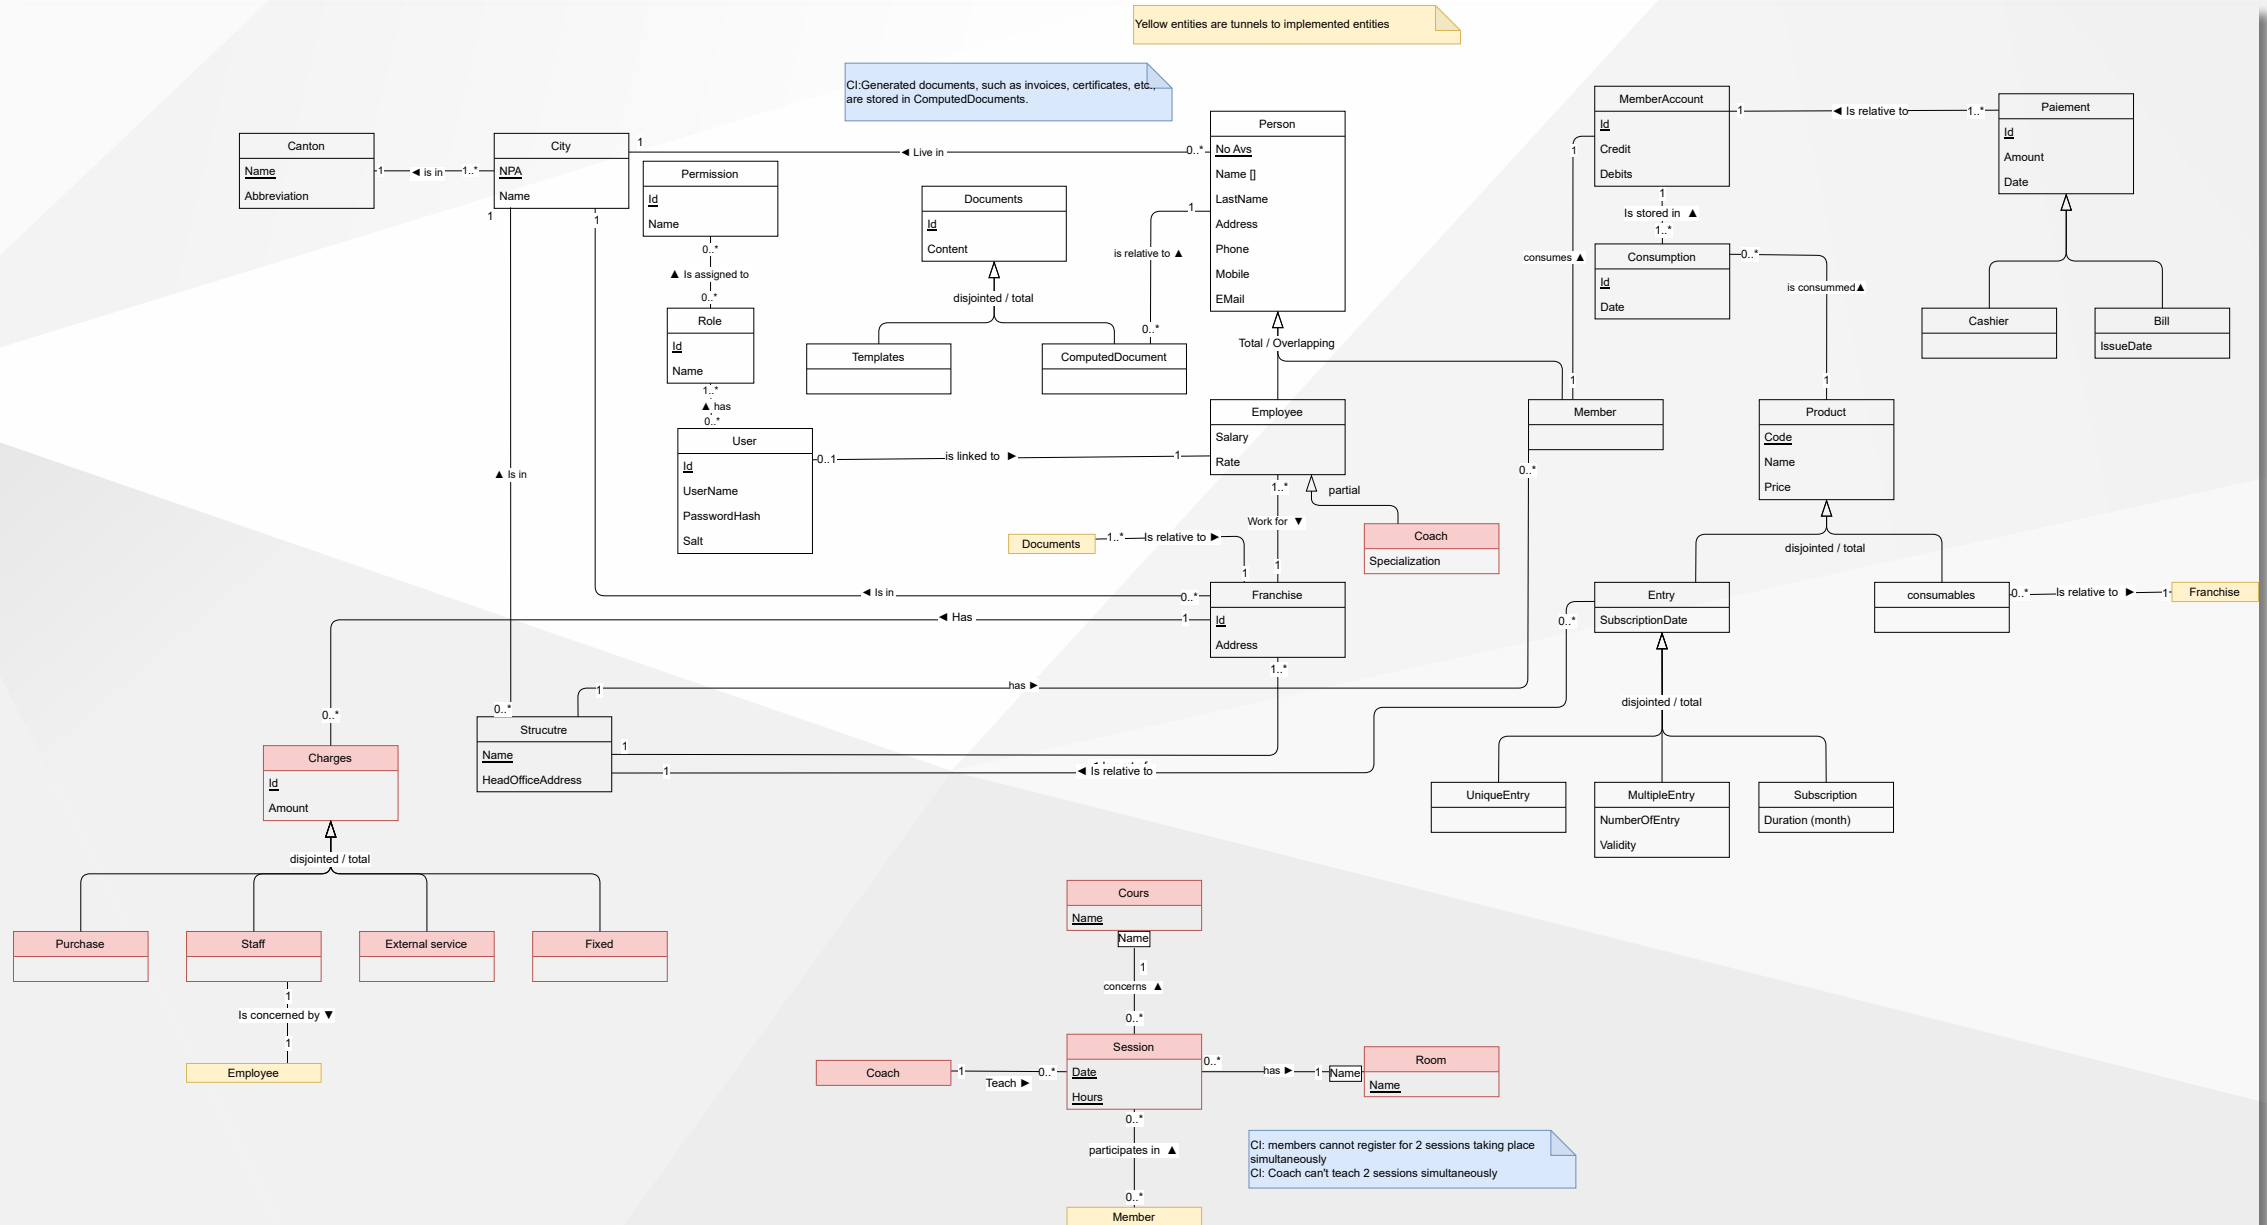 Yellow entities are tunnels to implemented entities
CI:Generated documents, such as invoices, certificates, etc.,
are stored in ComputedDocuments.
Canton
Name
Abbreviation
1
◄ is in
1..*
City
NPA
Name
1
◄ Live in
0..*
1
1
Permission
Id
Name
0..*
▲ Is assigned to
0..*
Role
Id
Name
1..*
▲ has
0..*
User
Id
UserName
PasswordHash
Salt
0..1
is linked to ►
1
Documents
Id
Content
disjointed / total
Templates
ComputedDocument
1
is relative to ▲
0..*
Person
No Avs
Name []
LastName
Address
Phone
Mobile
EMail
Total / Overlapping
Employee
Salary
Rate
partial
Coach
Specialization
1..*
Work for ▼
1
Documents
1..*
Is relative to ►
1
Franchise
Id
Address
◄ Is in
0..*
◄ Has
1
1..*
MemberAccount
Id
Credit
Debits
1
◄ Is relative to
1..*
Paiement
Id
Amount
Date
Cashier
Bill
IssueDate
1
consumes ▲
1
1
Is stored in ▲
1..*
Consumption
Id
Date
0..*
is consummed▲
1
Member
0..*
Product
Code
Name
Price
disjointed / total
Entry
SubscriptionDate
0..*
consumables
0..*
Is relative to ►
1
Franchise
disjointed / total
UniqueEntry
MultipleEntry
NumberOfEntry
Validity
Subscription
Duration (month)
▲ Is in
0..*
1
has ►
Strucutre
Name
HeadOfficeAddress
1
1
◄ Is relative to
0..*
Charges
Id
Amount
disjointed / total
Purchase
Staff
External service
Fixed
1
Is concerned by ▼
1
Employee
Cours
Name
Name
1
concerns ▲
0..*
Session
Date
Hours
Coach
1
Teach ►
0..*
0..*
has ►
1
Name
Room
Name
0..*
participates in ▲
0..*
Member
CI: members cannot register for 2 sessions taking place
simultaneously
CI: Coach can't teach 2 sessions simultaneously